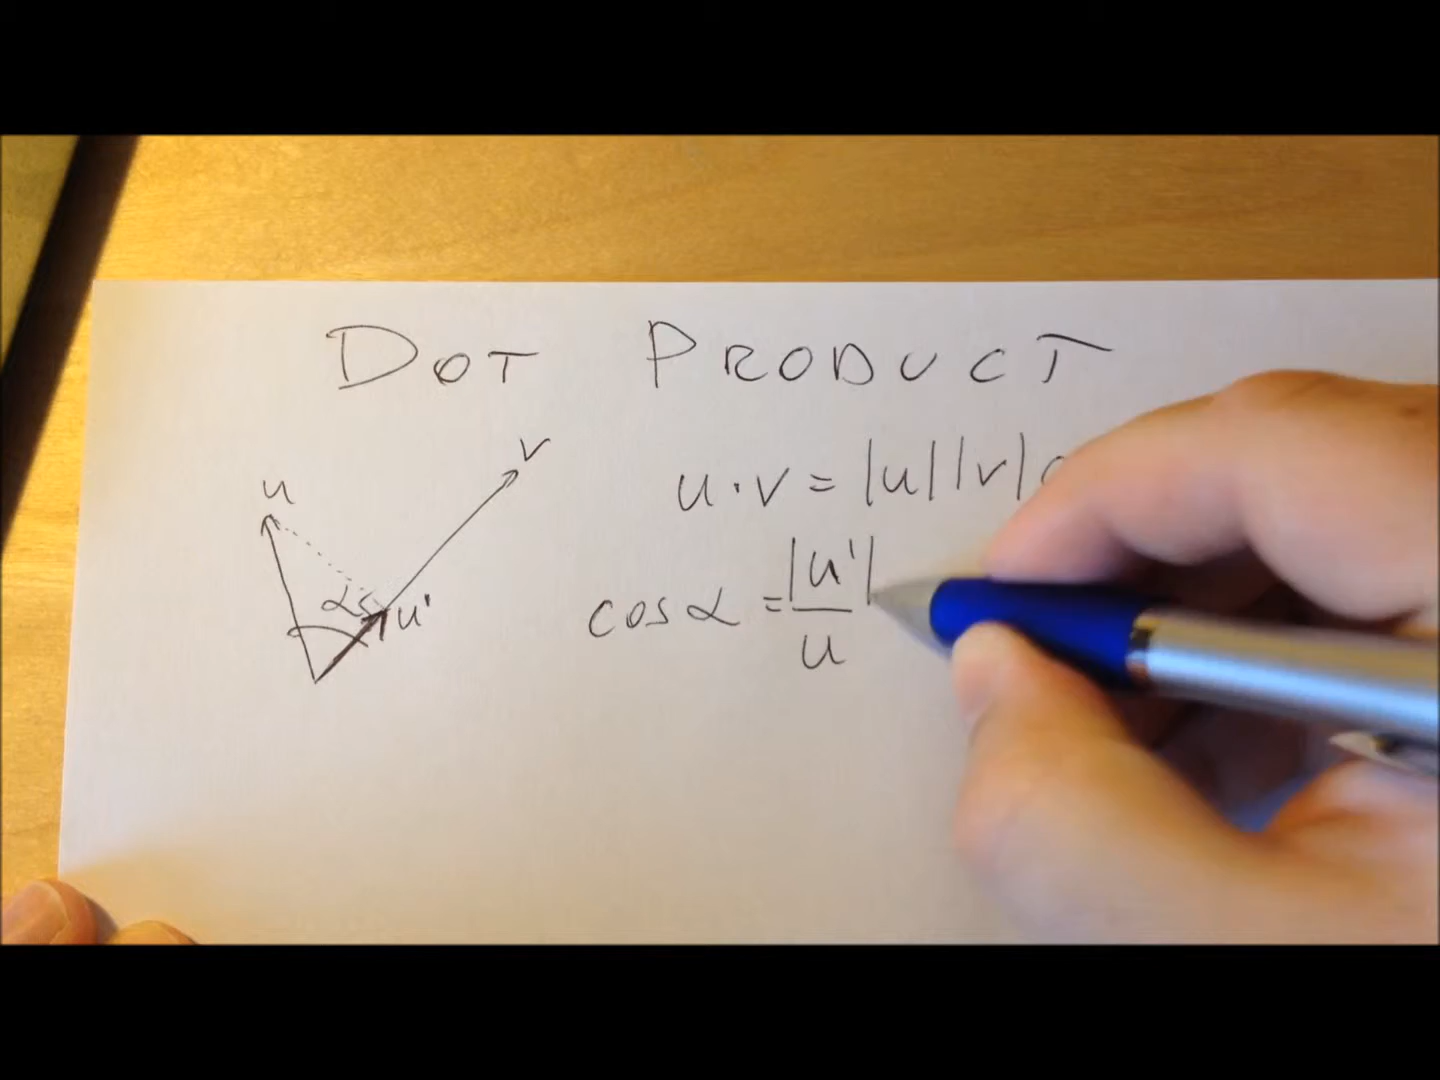 DOT PRODUCT
u · v = |u||v|
cos α = |u'| / u
v
u
α
u'